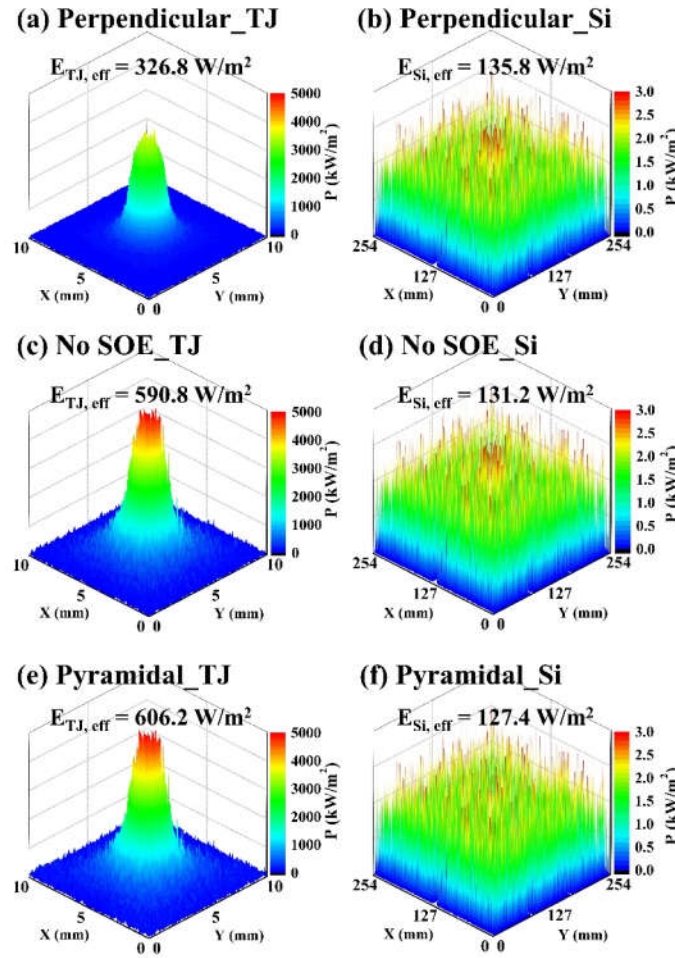 (a) Perpendicular_TJ
E_TJ, eff = 326.8 W/m²
5000
4000
3000
2000
1000
0
P (kW/m²)
10
5
0
X (mm)
0
5
10
Y (mm)
(b) Perpendicular_Si
E_Si, eff = 135.8 W/m²
3.0
2.5
2.0
1.5
1.0
0.5
0.0
P (kW/m²)
254
127
0
X (mm)
0
127
254
Y (mm)
(c) No SOE_TJ
E_TJ, eff = 590.8 W/m²
5000
4000
3000
2000
1000
0
P (kW/m²)
10
5
0
X (mm)
0
5
10
Y (mm)
(d) No SOE_Si
E_Si, eff = 131.2 W/m²
3.0
2.5
2.0
1.5
1.0
0.5
0.0
P (kW/m²)
254
127
0
X (mm)
0
127
254
Y (mm)
(e) Pyramidal_TJ
E_TJ, eff = 606.2 W/m²
5000
4000
3000
2000
1000
0
P (kW/m²)
10
5
0
X (mm)
0
5
10
Y (mm)
(f) Pyramidal_Si
E_Si, eff = 127.4 W/m²
3.0
2.5
2.0
1.5
1.0
0.5
0.0
P (kW/m²)
254
127
0
X (mm)
0
127
254
Y (mm)